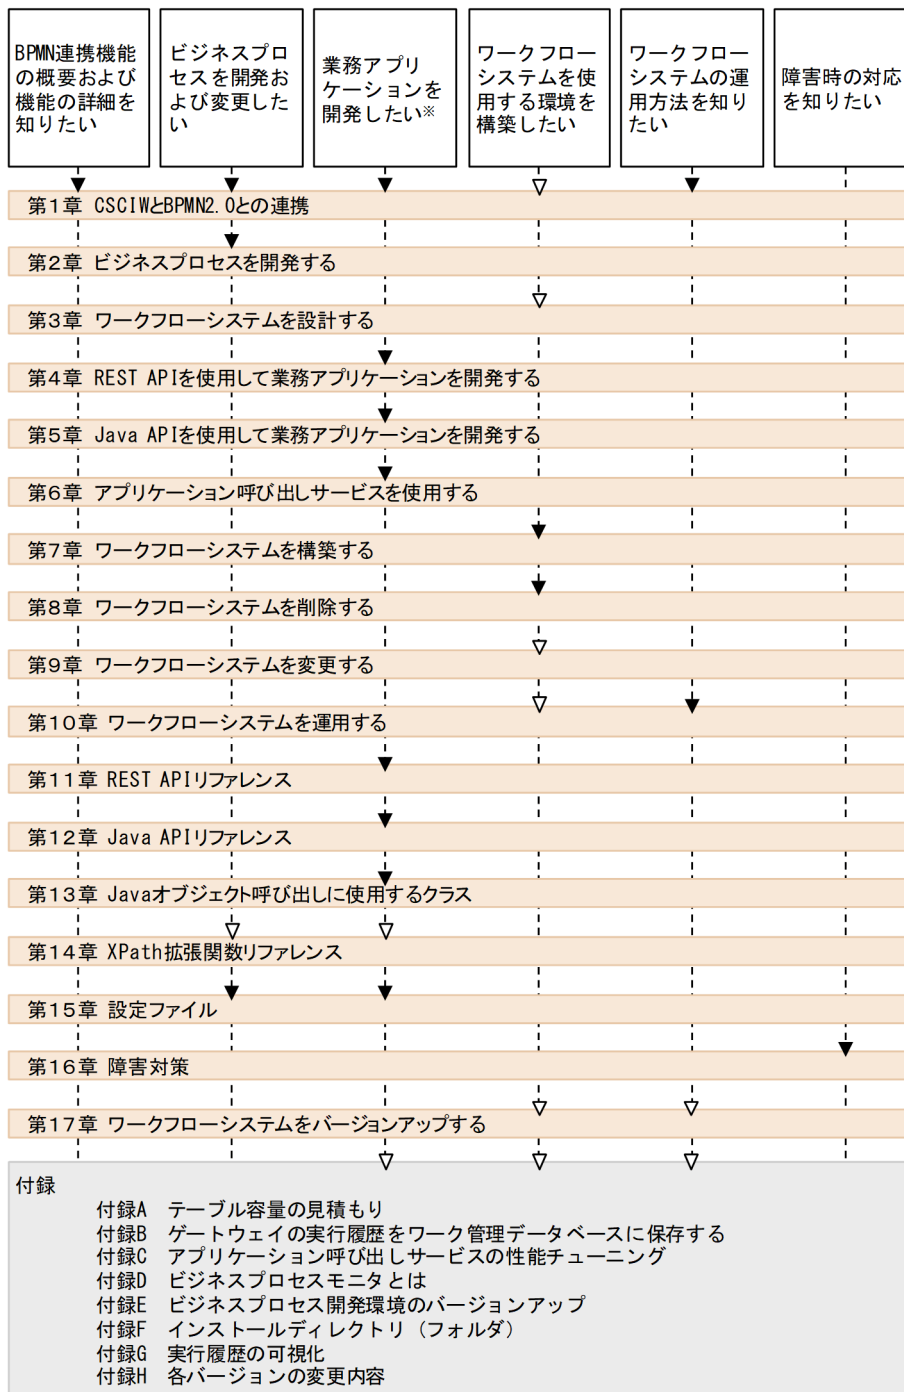 BPMN連携機能
の概要および
機能の詳細を
知りたい
ビジネスプロ
セスを開発お
よび変更した
い
業務アプリ
ケーションを
開発したい※
ワークフロー
システムを使
用する環境を
構築したい
ワークフロー
システムの運
用方法を知り
たい
障害時の対応
を知りたい
第1章 CSCIWとBPMN2.0との連携
第2章 ビジネスプロセスを開発する
第3章 ワークフローシステムを設計する
第4章 REST APIを使用して業務アプリケーションを開発する
第5章 Java APIを使用して業務アプリケーションを開発する
第6章 アプリケーション呼び出しサービスを使用する
第7章 ワークフローシステムを構築する
第8章 ワークフローシステムを削除する
第9章 ワークフローシステムを変更する
第10章 ワークフローシステムを運用する
第11章 REST APIリファレンス
第12章 Java APIリファレンス
第13章 Javaオブジェクト呼び出しに使用するクラス
第14章 XPath拡張関数リファレンス
第15章 設定ファイル
第16章 障害対策
第17章 ワークフローシステムをバージョンアップする
付録
付録A テーブル容量の見積もり
付録B ゲートウェイの実行履歴をワーク管理データベースに保存する
付録C アプリケーション呼び出しサービスの性能チューニング
付録D ビジネスプロセスモニタとは
付録E ビジネスプロセス開発環境のバージョンアップ
付録F インストールディレクトリ（フォルダ）
付録G 実行履歴の可視化
付録H 各バージョンの変更内容